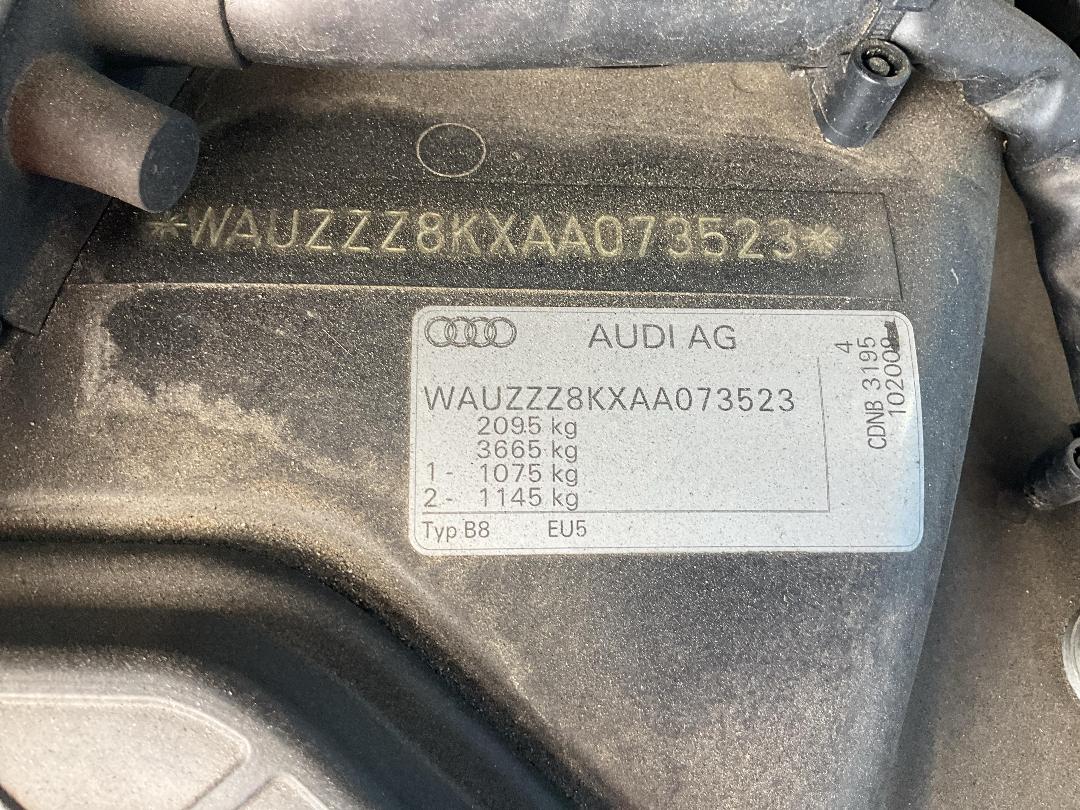 *WAUZZZ8KXAA073523*
AUDI AG
WAUZZZ8KXAA073523
2095 kg
3665 kg
1- 1075 kg
2- 1145 kg
Typ B8 EU5
4
CDNB 3195